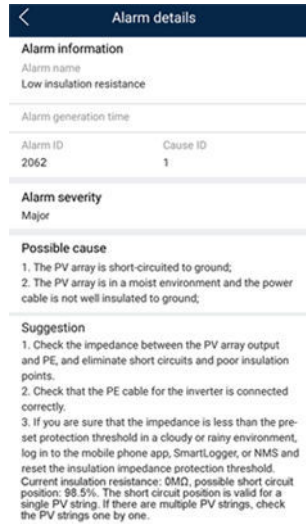 Alarm details
Alarm information
Alarm name
Low insulation resistance
Alarm generation time
Alarm ID Cause ID
2062 1
Alarm severity
Major
Possible cause
1. The PV array is short-circuited to ground;
2. The PV array is in a moist environment and the power
cable is not well insulated to ground;
Suggestion
1. Check the impedance between the PV array output
and PE, and eliminate short circuits and poor insulation
points.
2. Check that the PE cable for the inverter is connected
correctly.
3. If you are sure that the impedance is less than the pre-
set protection threshold in a cloudy or rainy environment,
log in to the mobile phone app, SmartLogger, or NMS and
reset the insulation impedance protection threshold.
Current insulation resistance: 0MΩ, possible short circuit
position: 98.5%. The short circuit position is valid for a
single PV string. If there are multiple PV strings, check
the PV strings one by one.